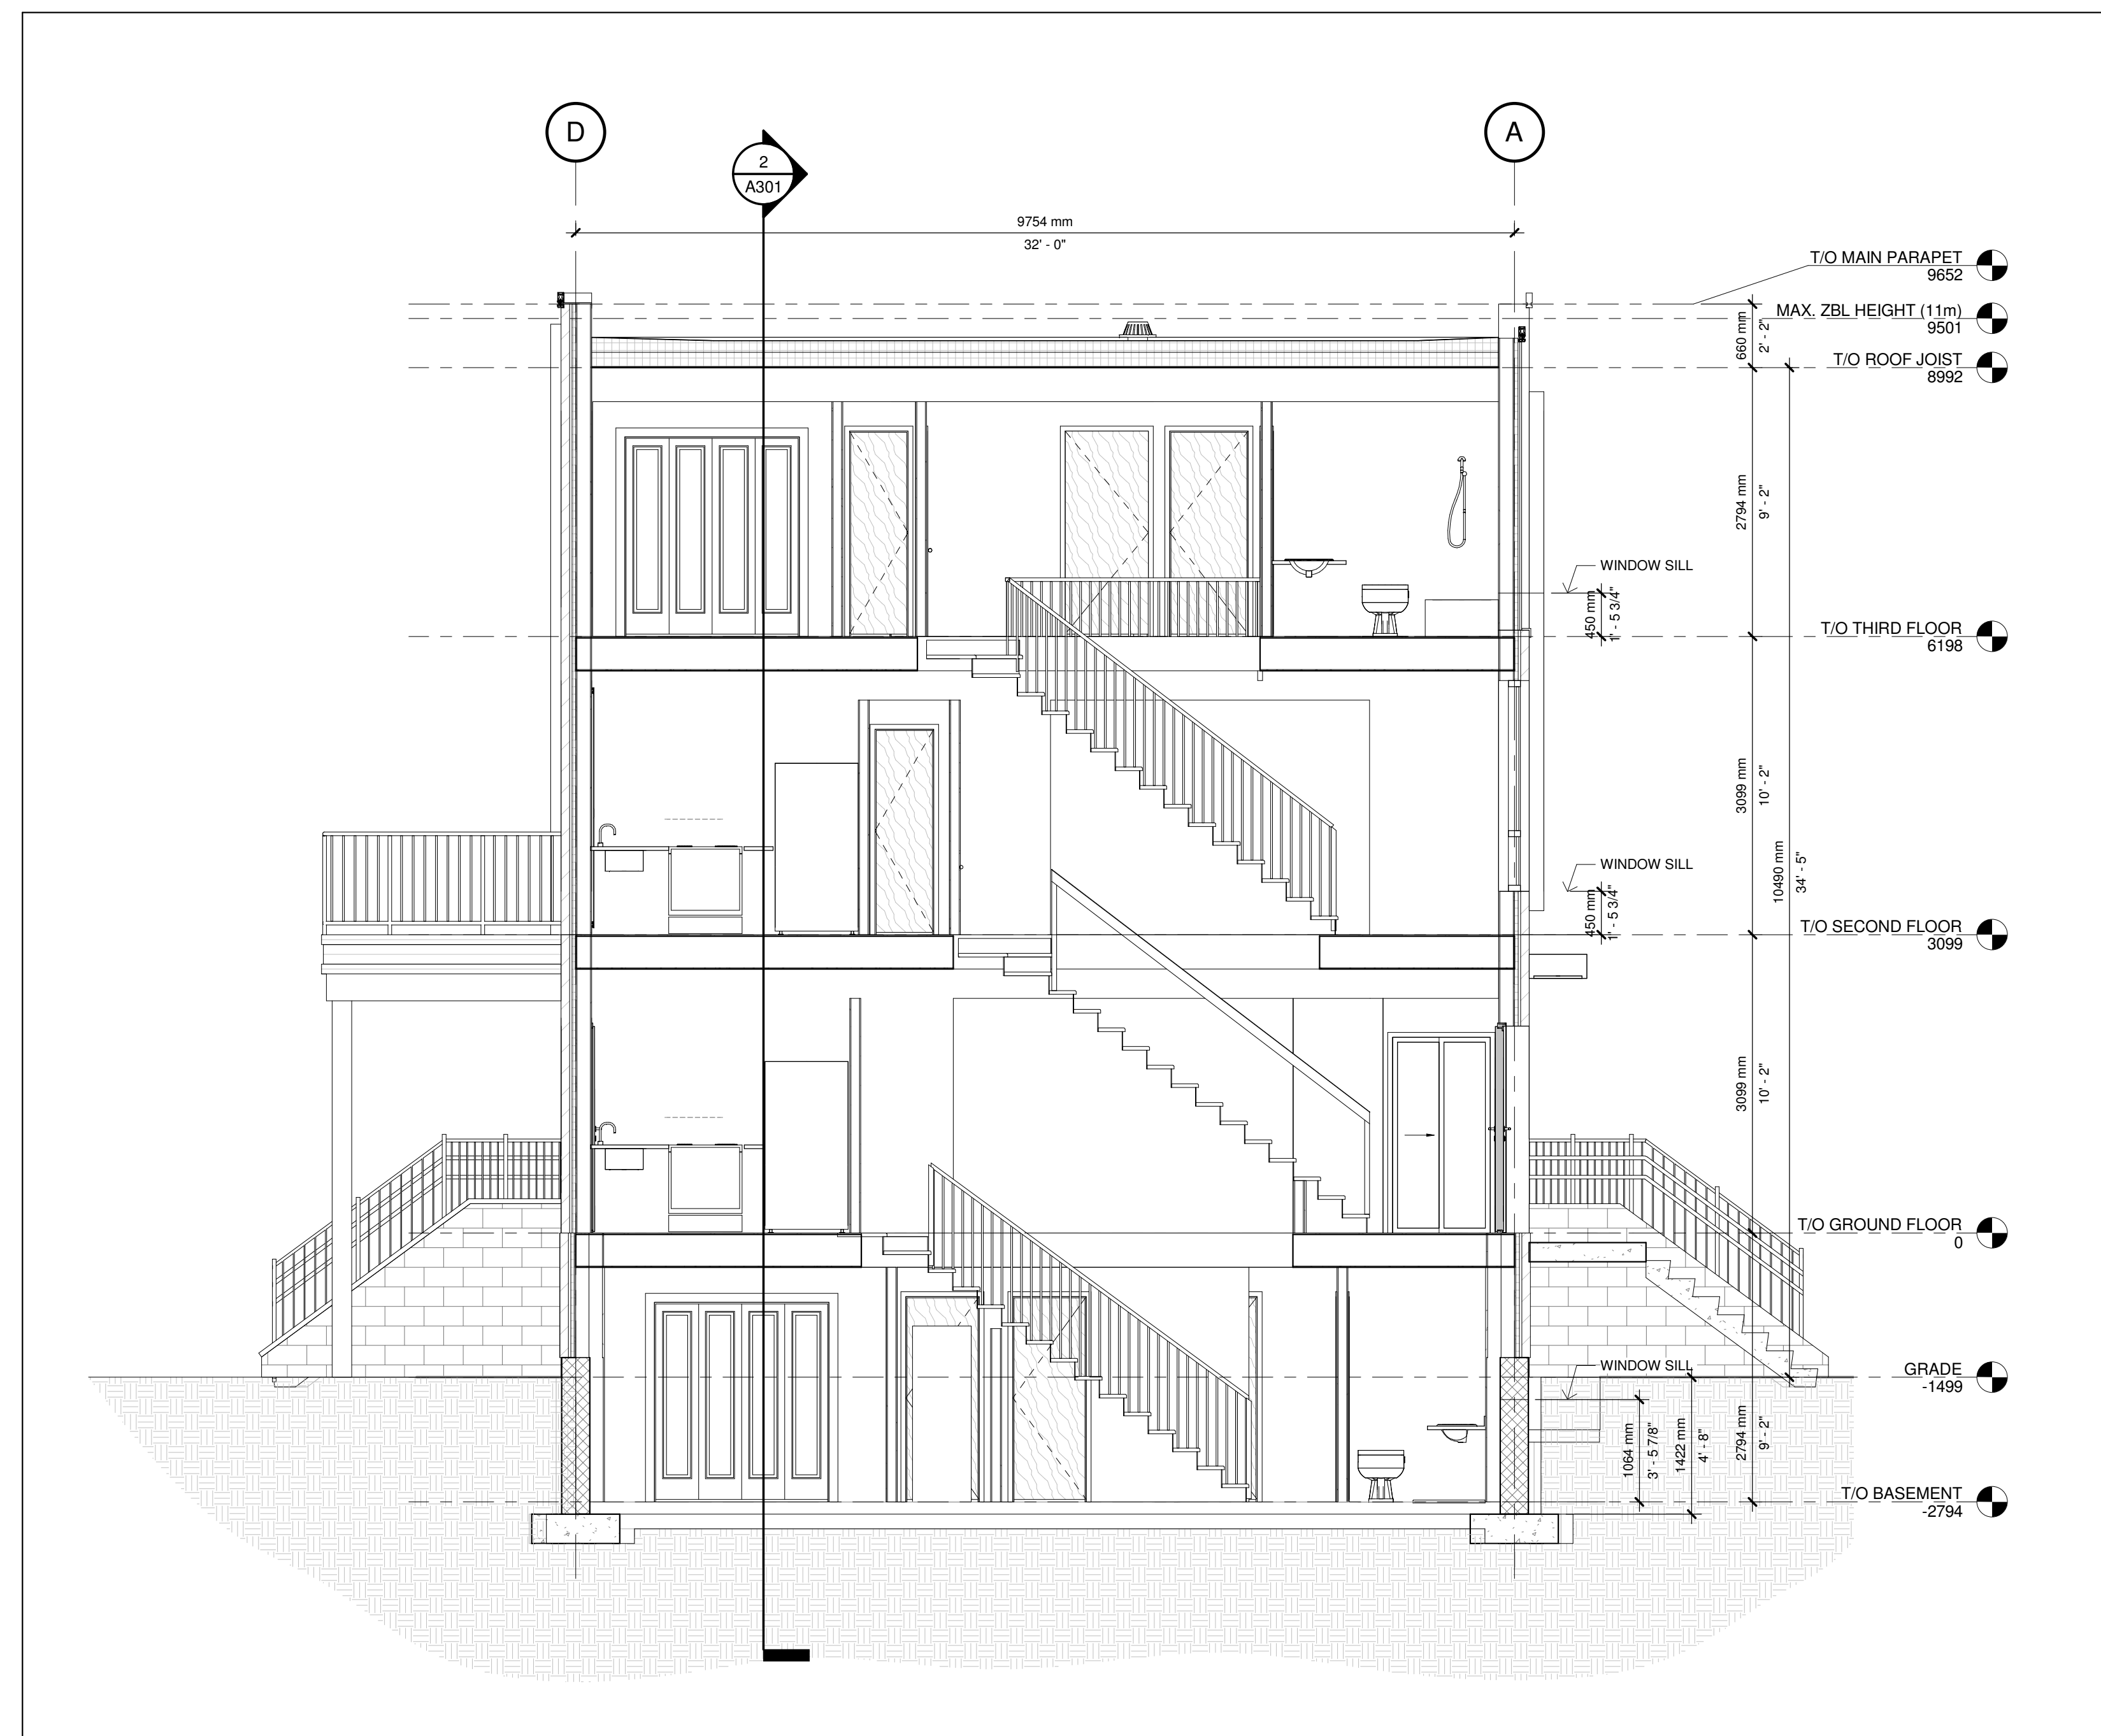 D
A
2
A301
9754 mm
32' - 0"
T/O MAIN PARAPET
9652
MAX. ZBL HEIGHT (11m)
9501
660 mm
2' - 2"
T/O ROOF JOIST
8992
2794 mm
9' - 2"
WINDOW SILL
450 mm
1' - 5 3/4"
T/O THIRD FLOOR
6198
3099 mm
10' - 2"
10490 mm
34' - 5"
WINDOW SILL
450 mm
1' - 5 3/4"
T/O SECOND FLOOR
3099
3099 mm
10' - 2"
T/O GROUND FLOOR
0
WINDOW SILL
GRADE
-1499
1064 mm
3' - 5 7/8"
1422 mm
4' - 8"
2794 mm
9' - 2"
T/O BASEMENT
-2794